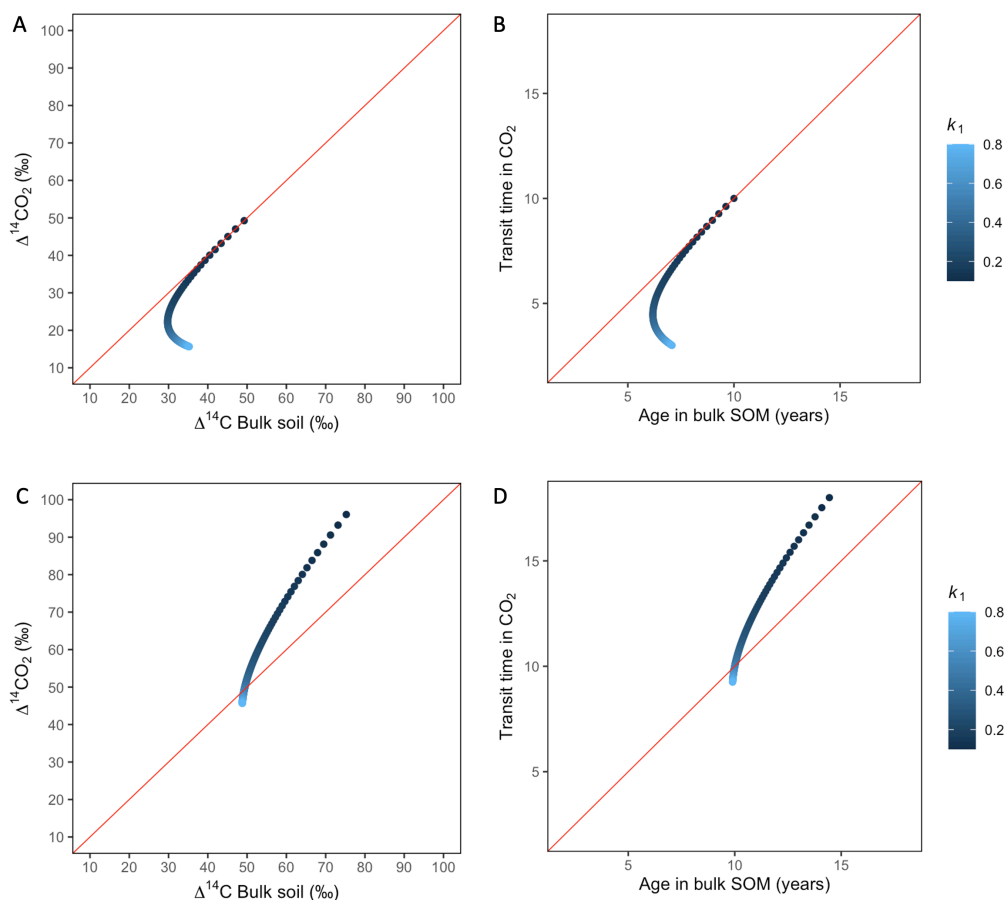 A
100
90
80
70
60
50
40
30
20
10
Δ¹⁴CO₂ (‰)
10 20 30 40 50 60 70 80 90 100
Δ¹⁴C Bulk soil (‰)
B
15
10
5
Transit time in CO₂
5 10 15
Age in bulk SOM (years)
k₁
0.8
0.6
0.4
0.2
C
100
90
80
70
60
50
40
30
20
10
Δ¹⁴CO₂ (‰)
10 20 30 40 50 60 70 80 90 100
Δ¹⁴C Bulk soil (‰)
D
15
10
5
Transit time in CO₂
5 10 15
Age in bulk SOM (years)
k₁
0.8
0.6
0.4
0.2